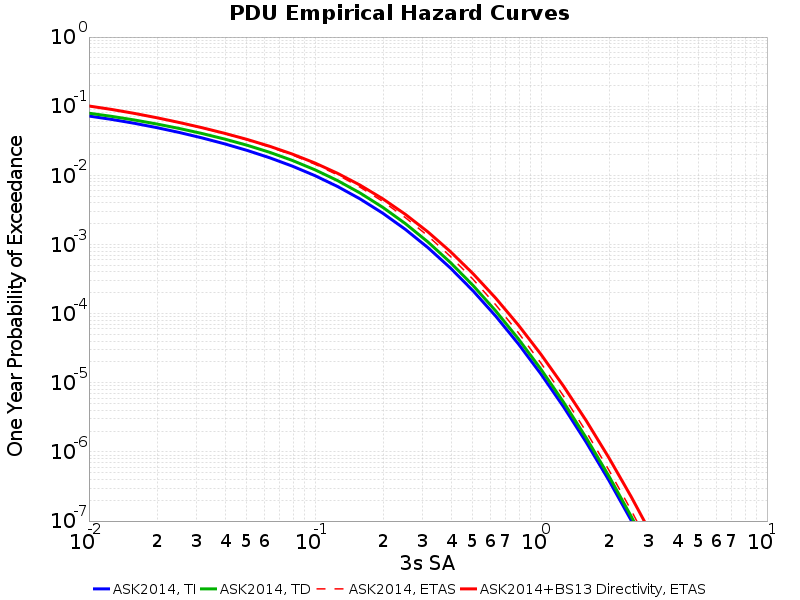 PDU Empirical Hazard Curves
One Year Probability of Exceedance
10^0
10^-1
10^-2
10^-3
10^-4
10^-5
10^-6
10^-7
10^-2 2 3 4 5 6 10^-1 2 3 4 5 6 7 10^0 2 3 4 5 6 7 10^1
3s SA
ASK2014, TI ASK2014, TD ASK2014, ETAS ASK2014+BS13 Directivity, ETAS